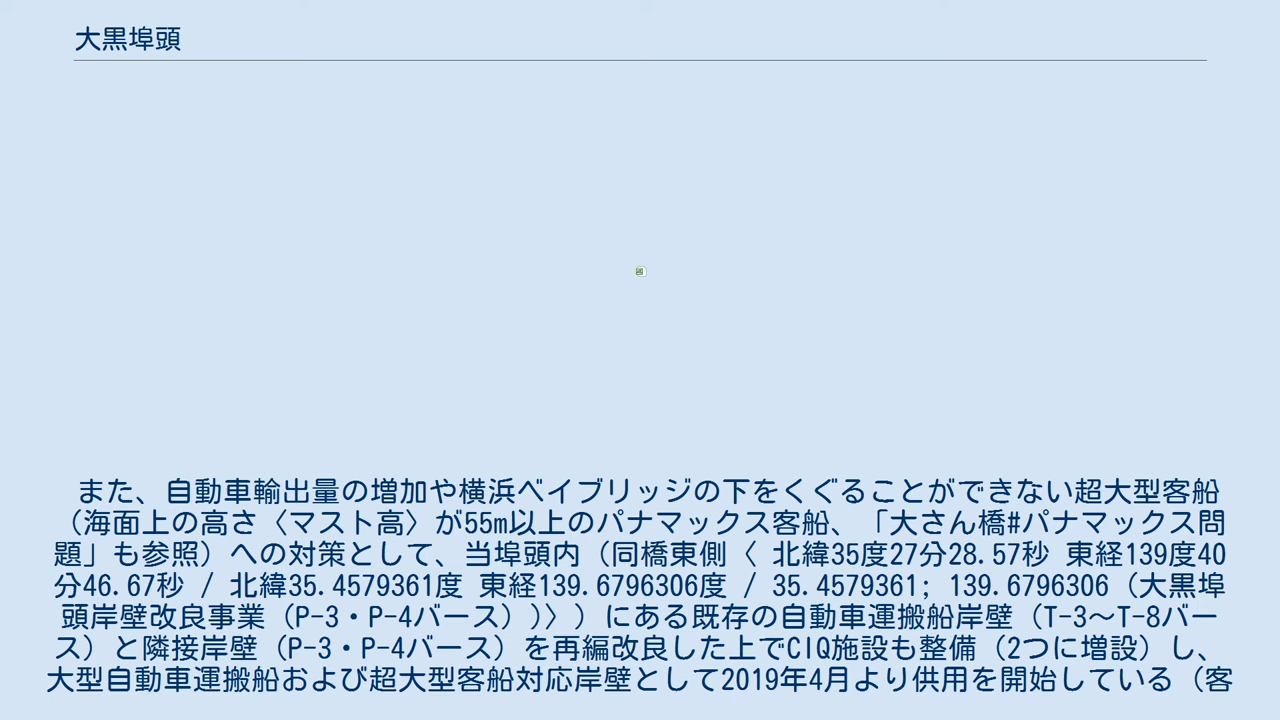 大黒埠頭
また、自動車輸出量の増加や横浜ベイブリッジの下をくぐることができない超大型客船
（海面上の高さ〈マスト高〉が55m以上のパナマックス客船、「大さん橋#パナマックス問
題」も参照）への対策として、当埠頭内（同橋東側〈 北緯35度27分28.57秒 東経139度40
分46.67秒 / 北緯35.4579361度 東経139.6796306度 / 35.4579361; 139.6796306（大黒埠
頭岸壁改良事業（P-3・P-4バース））〉）にある既存の自動車運搬船岸壁（T-3〜T-8バー
ス）と隣接岸壁（P-3・P-4バース）を再編改良した上でCIQ施設も整備（2つに増設）し、
大型自動車運搬船および超大型客船対応岸壁として2019年4月より供用を開始している（客